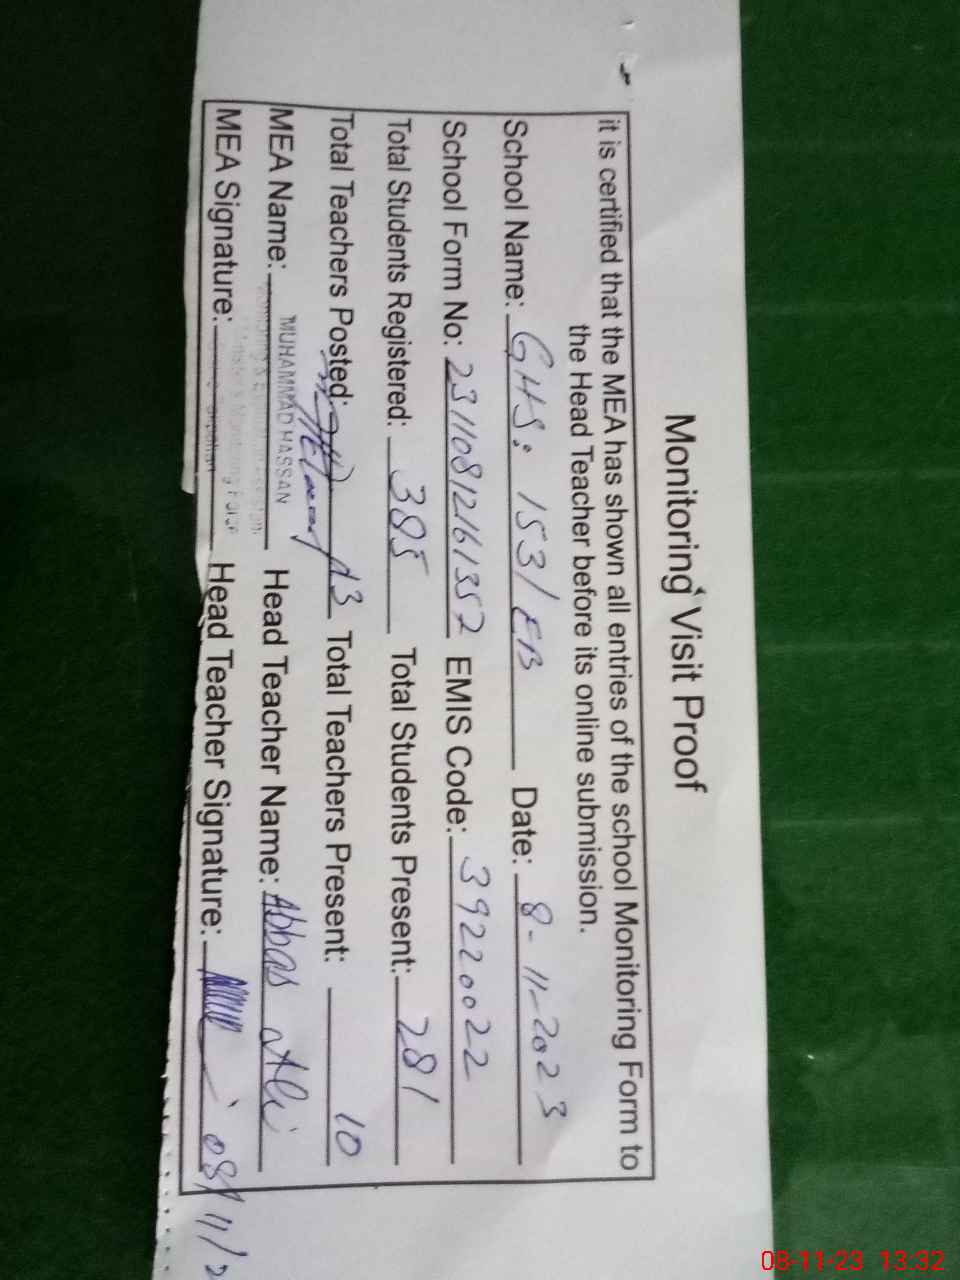 Monitoring Visit Proof
it is certified that the MEA has shown all entries of the school Monitoring Form to
the Head Teacher before its online submission.
School Name: GHS: 153/EB Date: 8-11-2023
School Form No: 23110812161352 EMIS Code: 39220022
Total Students Registered: 385 Total Students Present: 281
Total Teachers Posted: 13 Total Teachers Present: 10
MEA Name: MUHAMMAD HASSAN Head Teacher Name: Abbas Ali
MEA Signature: Head Teacher Signature: 08/11/2
08-11-23 13:32